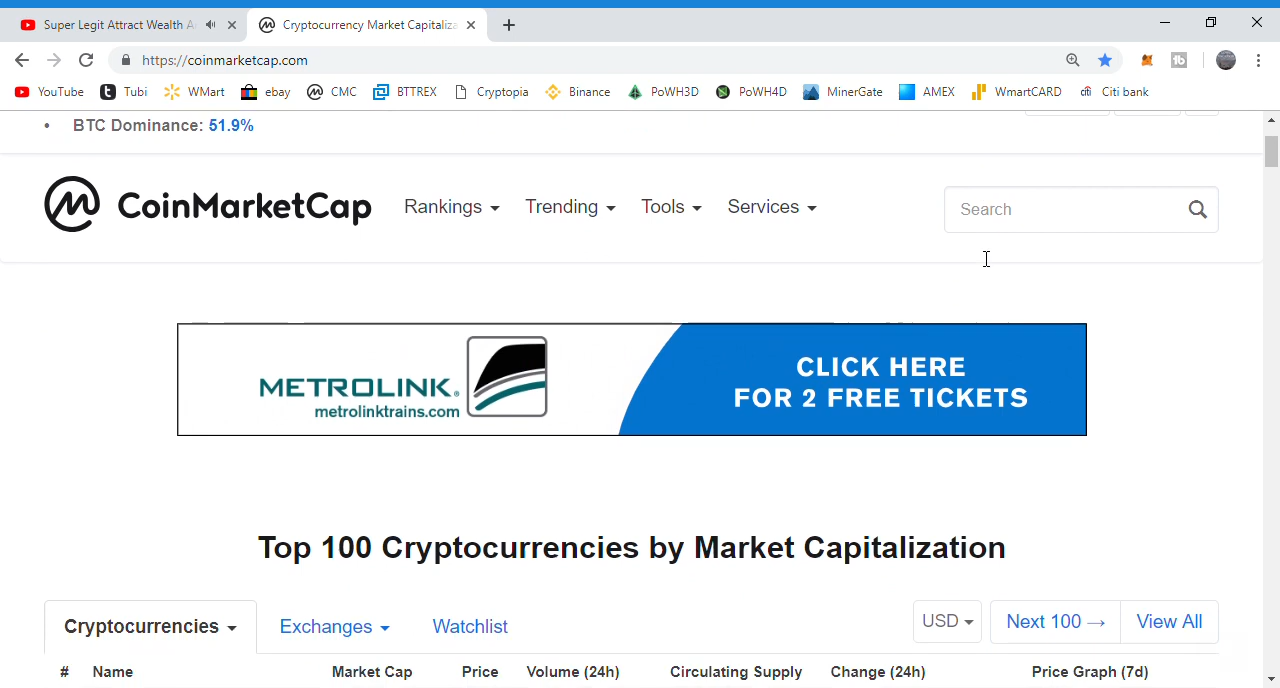 Super Legit Attract Wealth A
Cryptocurrency Market Capitaliza
https://coinmarketcap.com
YouTube
t Tubi
WMart
ebay
CMC
BTTREX
Cryptopia
Binance
PoWH3D
PoWH4D
MinerGate
AMEX
WmartCARD
citi Citi bank
tb
• BTC Dominance: 51.9%
CoinMarketCap
Rankings
Trending
Tools
Services
Search
METROLINK.
metrolinktrains.com
CLICK HERE
FOR 2 FREE TICKETS
Top 100 Cryptocurrencies by Market Capitalization
Cryptocurrencies
Exchanges
Watchlist
USD
Next 100 →
View All
# Name Market Cap Price Volume (24h) Circulating Supply Change (24h) Price Graph (7d)